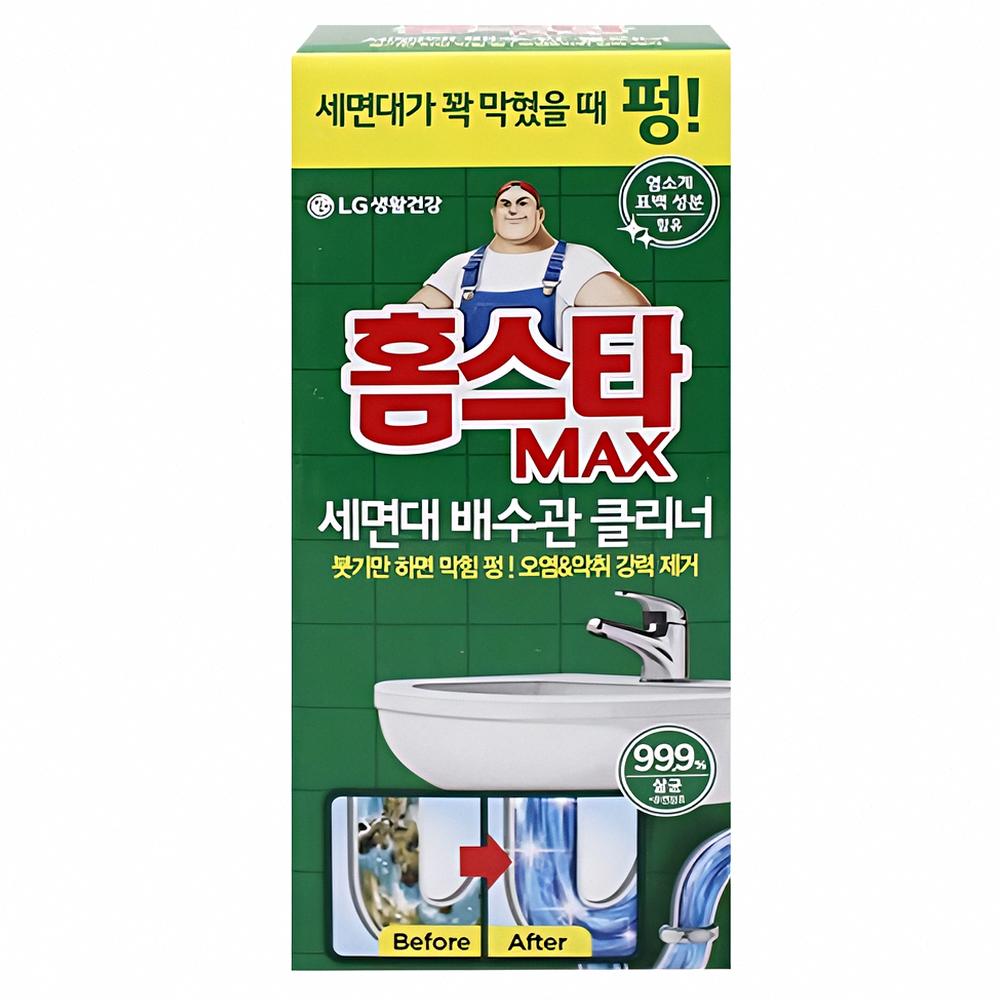 세면대가 꽉 막혔을 때 펑!
염소계
표백 성분
함유
LG생활건강
홈스타
MAX
세면대 배수관 클리너
붓기만 하면 막힘 펑! 오염&악취 강력 제거
99.9%
살균
Before
After